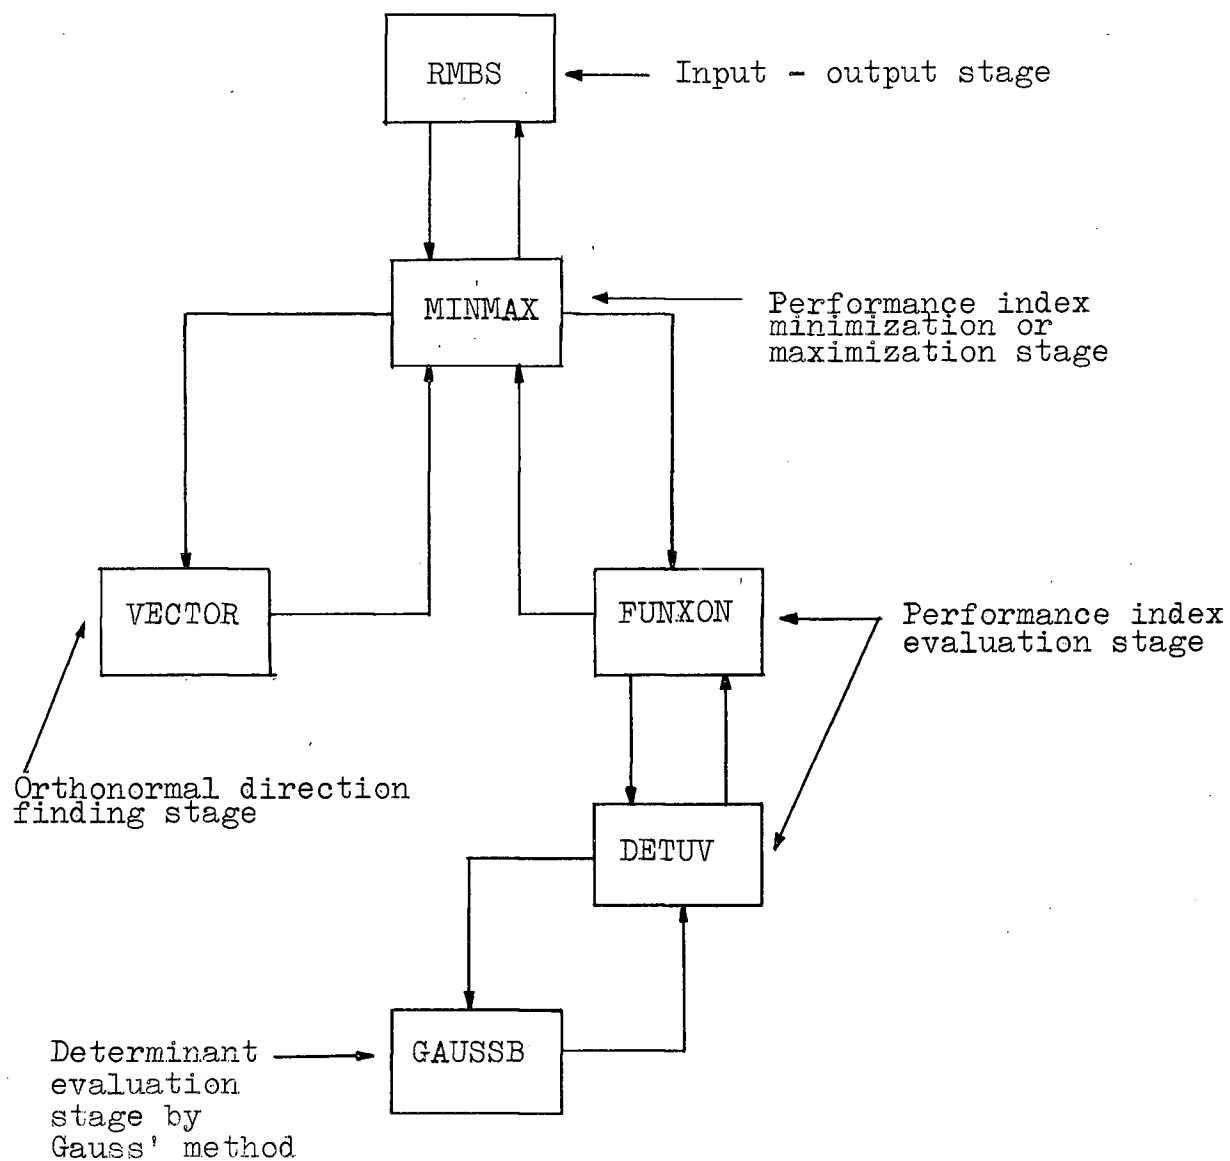 RMBS
Input - output stage
MINMAX
Performance index
minimization or
maximization stage
VECTOR
FUNXON
Performance index
evaluation stage
Orthonormal direction
finding stage
DETUV
GAUSSB
Determinant
evaluation
stage by
Gauss' method